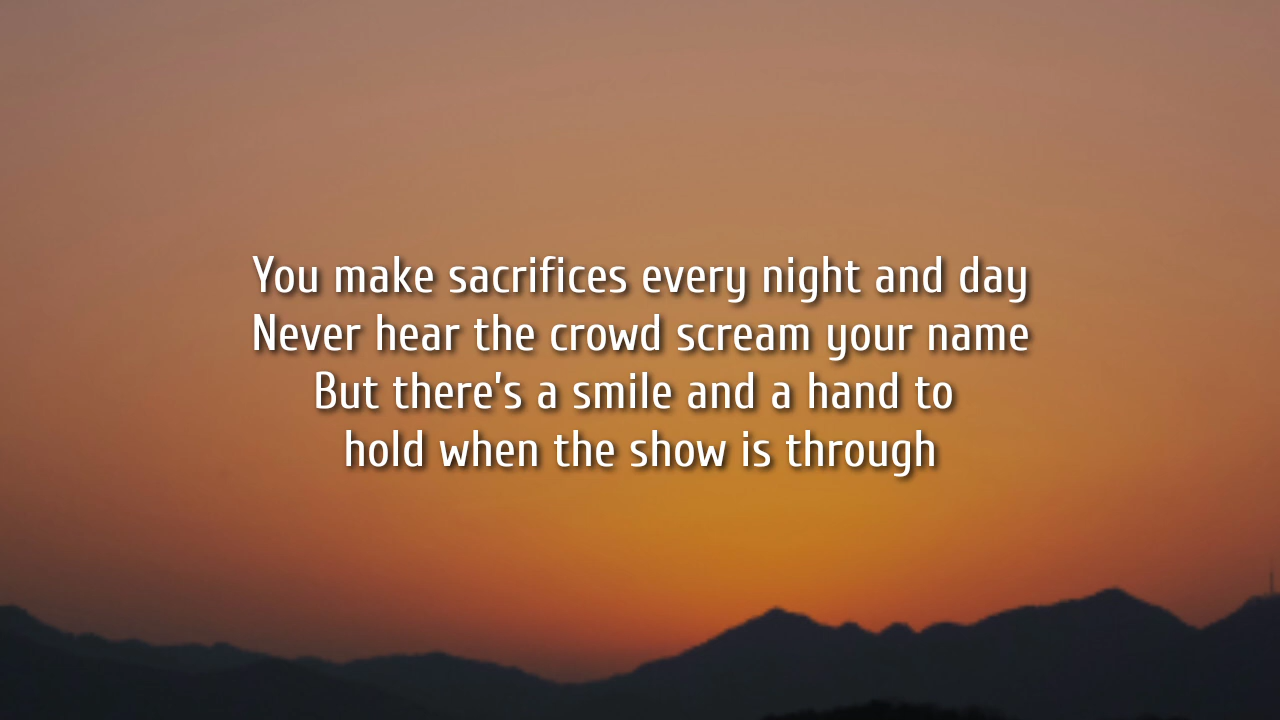 You make sacrifices every night and day
Never hear the crowd scream your name
But there's a smile and a hand to
hold when the show is through